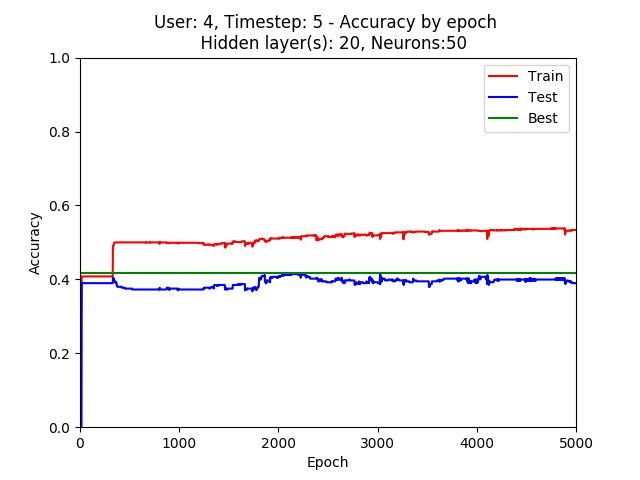 User: 4, Timestep: 5 - Accuracy by epoch
Hidden layer(s): 20, Neurons:50
1.0
Train
Test
Best
0.8
0.6
Accuracy
0.4
0.2
0.0
0 1000 2000 3000 4000 5000
Epoch